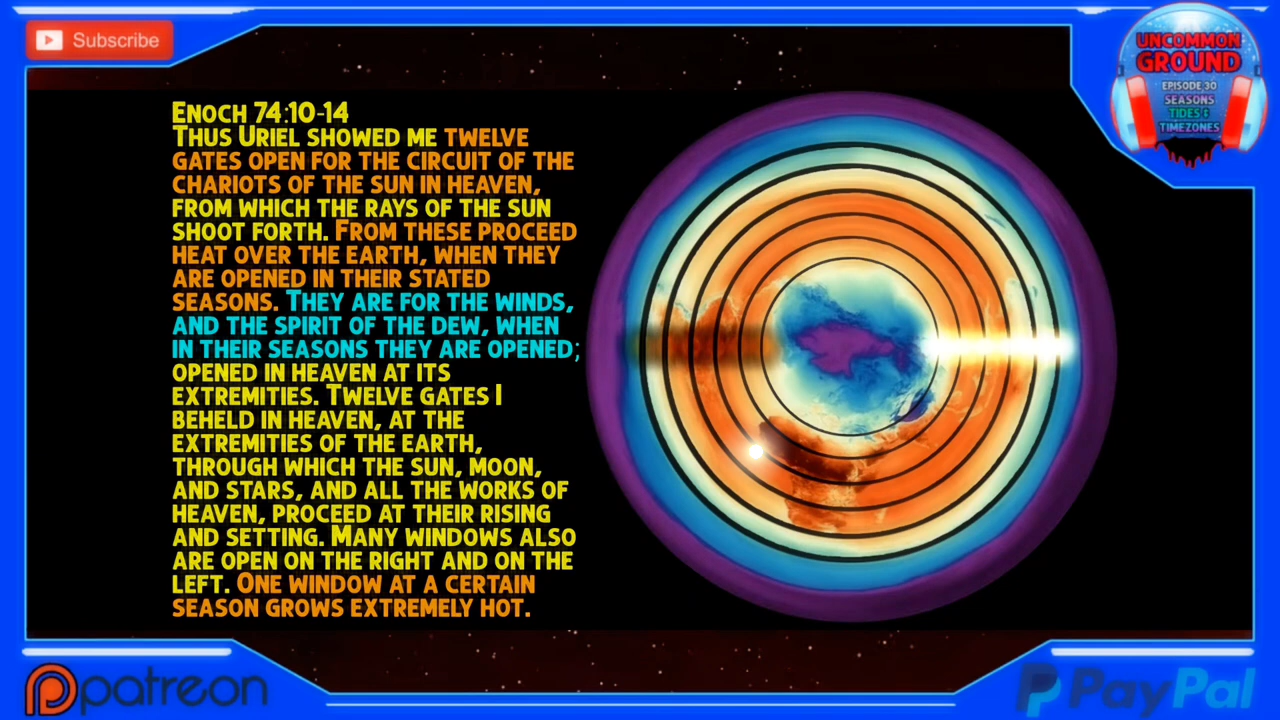 Subscribe
UNCOMMON
GROUND
EPISODE 30
SEASONS
TIDES &
TIMEZONES
ENOCH 74:10-14
THUS URIEL SHOWED ME TWELVE
GATES OPEN FOR THE CIRCUIT OF THE
CHARIOTS OF THE SUN IN HEAVEN,
FROM WHICH THE RAYS OF THE SUN
SHOOT FORTH. FROM THESE PROCEED
HEAT OVER THE EARTH, WHEN THEY
ARE OPENED IN THEIR STATED
SEASONS. THEY ARE FOR THE WINDS,
AND THE SPIRIT OF THE DEW, WHEN
IN THEIR SEASONS THEY ARE OPENED;
OPENED IN HEAVEN AT ITS
EXTREMITIES. TWELVE GATES I
BEHELD IN HEAVEN, AT THE
EXTREMITIES OF THE EARTH,
THROUGH WHICH THE SUN, MOON,
AND STARS, AND ALL THE WORKS OF
HEAVEN, PROCEED AT THEIR RISING
AND SETTING. MANY WINDOWS ALSO
ARE OPEN ON THE RIGHT AND ON THE
LEFT. ONE WINDOW AT A CERTAIN
SEASON GROWS EXTREMELY HOT.
patreon
PayPal